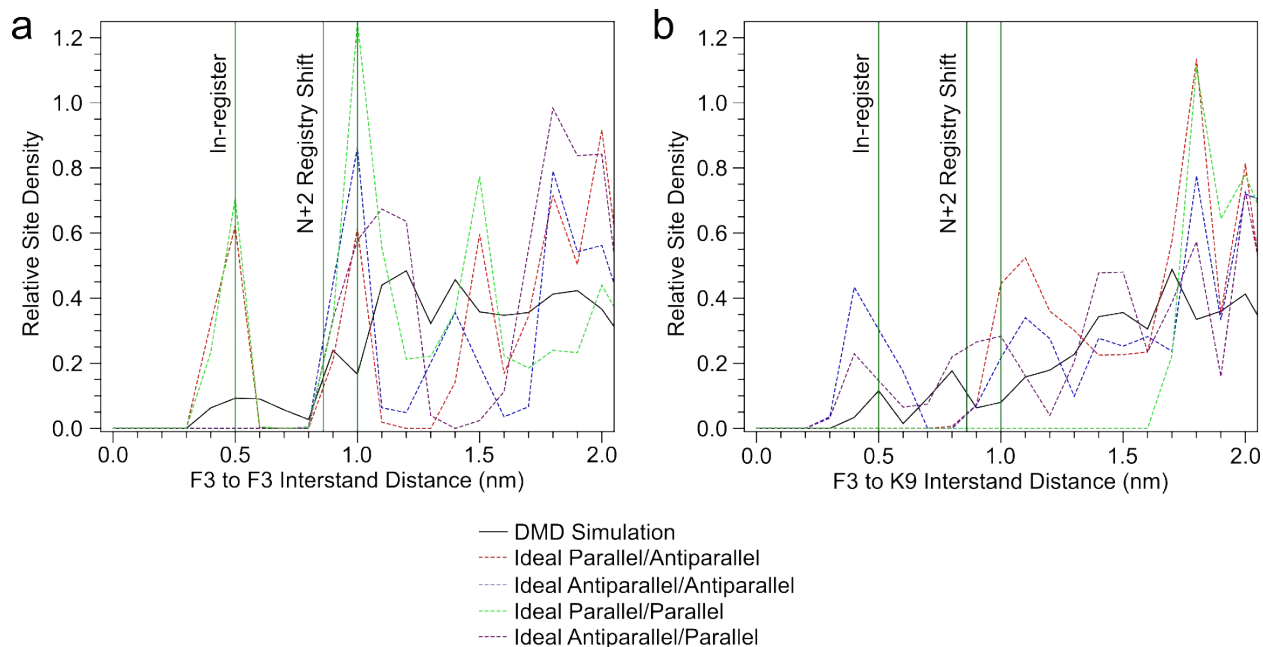 a
b
1.2
1.0
0.8
0.6
0.4
0.2
0.0
Relative Site Density
In-register
N+2 Registry Shift
0.0 0.5 1.0 1.5 2.0
F3 to F3 Interstand Distance (nm)
1.2
1.0
0.8
0.6
0.4
0.2
0.0
Relative Site Density
In-register
N+2 Registry Shift
0.0 0.5 1.0 1.5 2.0
F3 to K9 Interstand Distance (nm)
DMD Simulation
Ideal Parallel/Antiparallel
Ideal Antiparallel/Antiparallel
Ideal Parallel/Parallel
Ideal Antiparallel/Parallel